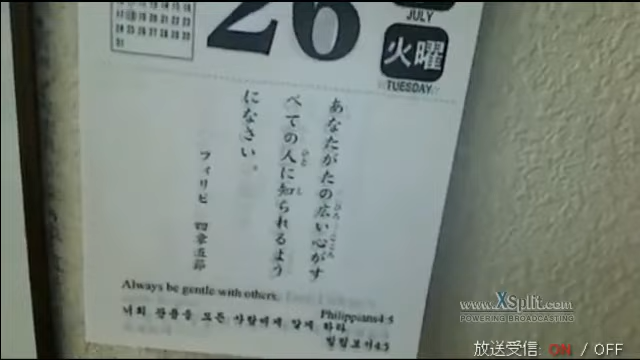 26
JULY
火曜
TUESDAY
あなたがたの広い心がす
べての人に知られるよう
になさい。
フィリピ 四章五節
Always be gentle with others.
Philippians4:5
너희 관용을 모든 사람에게 알게 하라
빌립보서4:5
www.XSplit.com
POWERING BROADCASTING
放送受信: ON / OFF